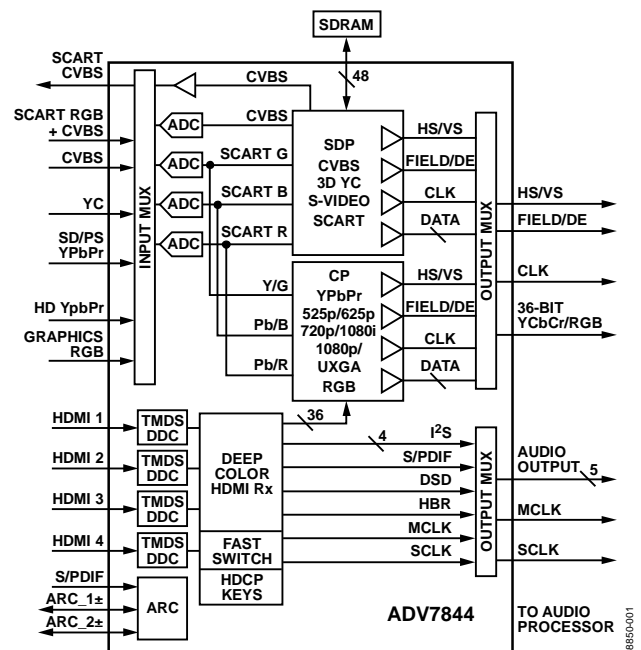 SDRAM
SCART
CVBS
CVBS
48
SCART RGB
+ CVBS
CVBS
YC
SD/PS
YPbPr
HD YpbPr
GRAPHICS
RGB
INPUT MUX
ADC
ADC
ADC
ADC
CVBS
SCART G
SCART B
SCART R
Y/G
Pb/B
Pb/R
SDP
CVBS
3D YC
S-VIDEO
SCART
HS/VS
FIELD/DE
CLK
DATA
CP
YPbPr
525p/625p
720p/1080i
1080p/
UXGA
RGB
HS/VS
FIELD/DE
CLK
DATA
OUTPUT MUX
HS/VS
FIELD/DE
CLK
36-BIT
YCbCr/RGB
HDMI 1
HDMI 2
HDMI 3
HDMI 4
TMDS
DDC
TMDS
DDC
TMDS
DDC
TMDS
DDC
DEEP
COLOR
HDMI Rx
FAST
SWITCH
HDCP
KEYS
36
4
I2S
S/PDIF
DSD
HBR
MCLK
SCLK
OUTPUT MUX
AUDIO
OUTPUT
5
MCLK
SCLK
S/PDIF
ARC_1±
ARC_2±
ARC
ADV7844
TO AUDIO
PROCESSOR
8850-001